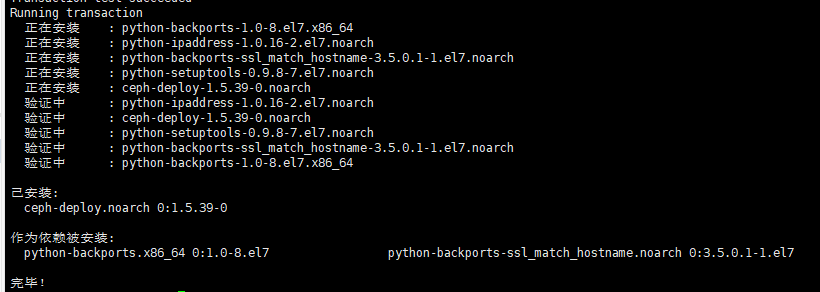 Transaction test succeeded
Running transaction
正在安装    : python-backports-1.0-8.el7.x86_64
正在安装    : python-ipaddress-1.0.16-2.el7.noarch
正在安装    : python-backports-ssl_match_hostname-3.5.0.1-1.el7.noarch
正在安装    : python-setuptools-0.9.8-7.el7.noarch
正在安装    : ceph-deploy-1.5.39-0.noarch
验证中      : python-ipaddress-1.0.16-2.el7.noarch
验证中      : ceph-deploy-1.5.39-0.noarch
验证中      : python-setuptools-0.9.8-7.el7.noarch
验证中      : python-backports-ssl_match_hostname-3.5.0.1-1.el7.noarch
验证中      : python-backports-1.0-8.el7.x86_64
已安装:
ceph-deploy.noarch 0:1.5.39-0
作为依赖被安装:
python-backports.x86_64 0:1.0-8.el7                 python-backports-ssl_match_hostname.noarch 0:3.5.0.1-1.el7
完毕！